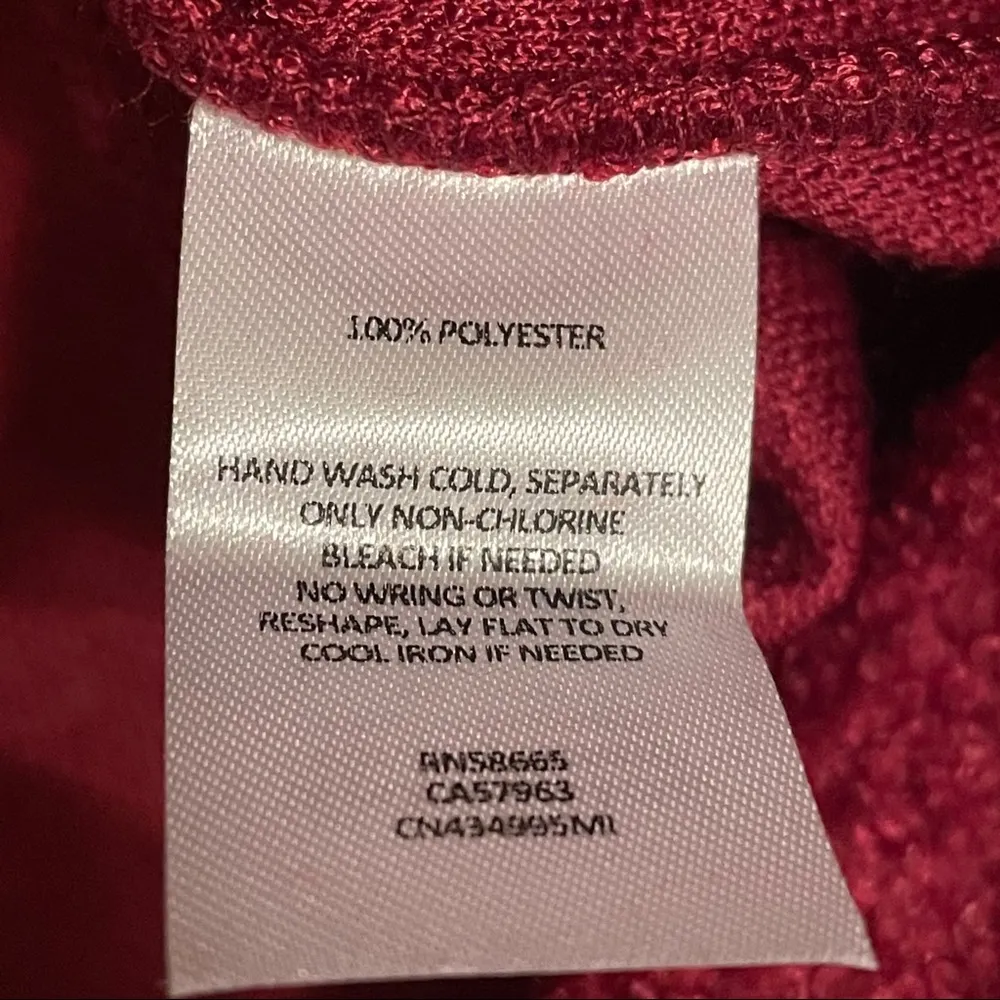 100% POLYESTER
HAND WASH COLD, SEPARATELY
ONLY NON-CHLORINE
BLEACH IF NEEDED
NO WRING OR TWIST,
RESHAPE, LAY FLAT TO DRY
COOL IRON IF NEEDED
RN58665
CA57963
CN434995MI